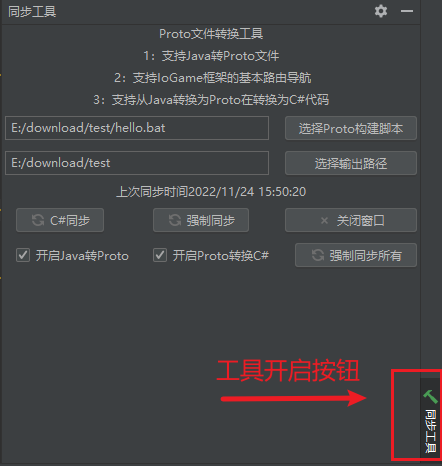 同步工具
Proto文件转换工具
1：支持Java转Proto文件
2：支持IoGame框架的基本路由导航
3：支持从Java转换为Proto在转换为C#代码
E:/download/test/hello.bat
选择Proto构建脚本
E:/download/test
选择输出路径
上次同步时间2022/11/24 15:50:20
C#同步
强制同步
关闭窗口
开启Java转Proto
开启Proto转换C#
强制同步所有
工具开启按钮
同步工具